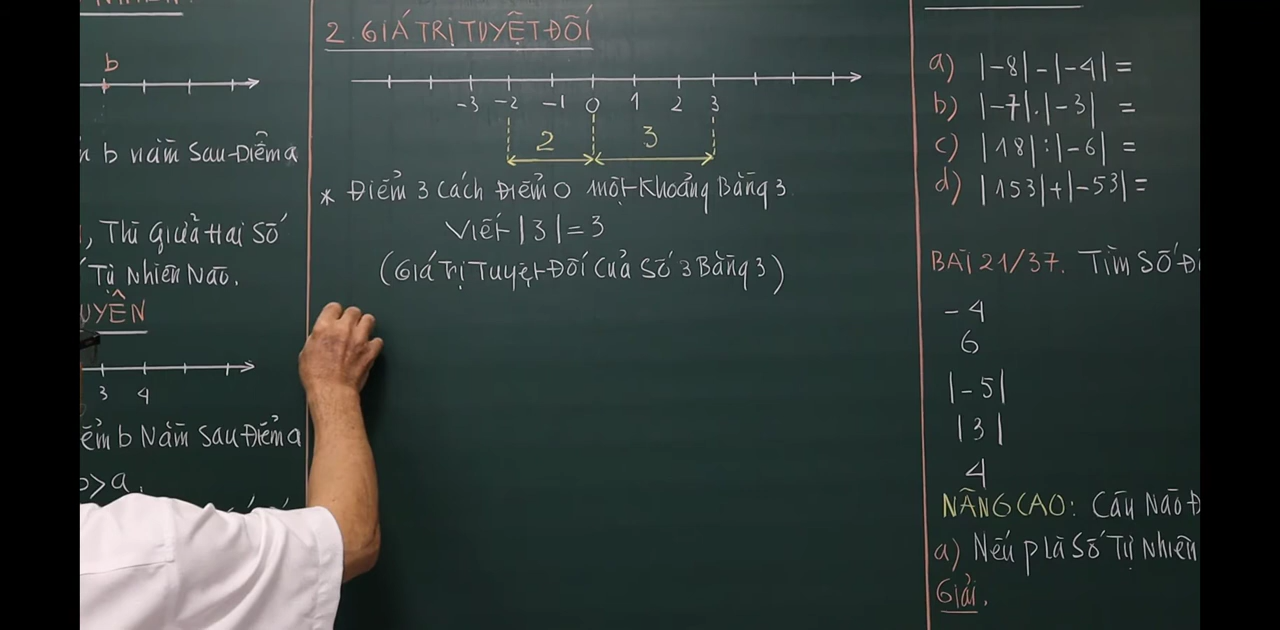 b
b nằm Sau Điểm a
, Thì Giữa Hai Số
Tự Nhiên Nào.
UYÊN
3 4
ểm b Nằm Sau Điểm a
b > a.
2. GIÁ TRỊ TUYỆT ĐỐI
-3 -2 -1 0 1 2 3
2 3
* Điểm 3 Cách Điểm 0 Một Khoảng Bằng 3.
Viết |3| = 3
(Giá Trị Tuyệt Đối Của Số 3 Bằng 3)
a) |-8| - |-4| =
b) |-7| . |-3| =
c) |18| : |-6| =
d) |153| + |-53| =
BÀI 21/37. Tìm Số Đ
-4
6
|-5|
|3|
4
NÂNG CAO: Câu Nào Đ
a) Nếu p Là Số Tự Nhiên
Giải.